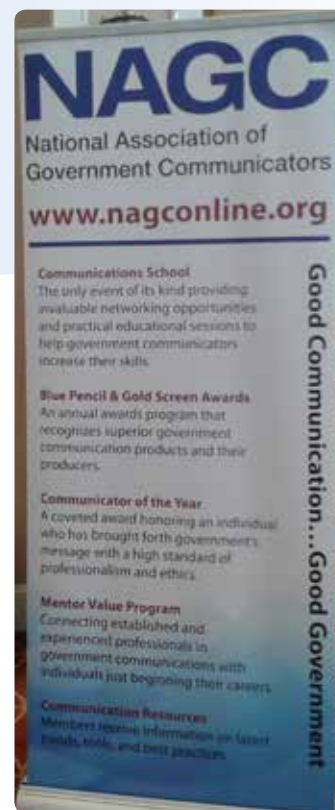 NAGC
National Association of
Government Communicators
www.nagconline.org
Communications School
The only event of its kind providing
invaluable networking opportunities
and practical educational sessions to
help government communicators
increase their skills.
Blue Pencil & Gold Screen Awards
An annual awards program that
recognizes superior government
communication products and their
producers.
Communicator of the Year
A coveted award honoring an individual
who has brought forth government's
message with a high standard of
professionalism and ethics.
Mentor Value Program
Connecting established and
experienced professionals in
government communications with
individuals just beginning their careers.
Communication Resources
Members receive information on latest
trends, tools, and best practices.
Good Communication...Good Government